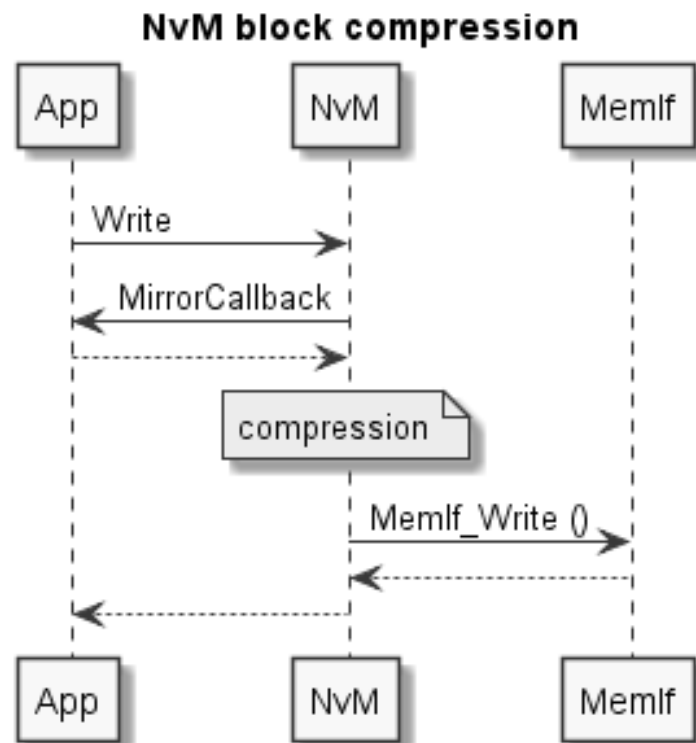 NvM block compression
App NvM MemIf
Write
MirrorCallback
compression
MemIf_Write ()
App NvM MemIf